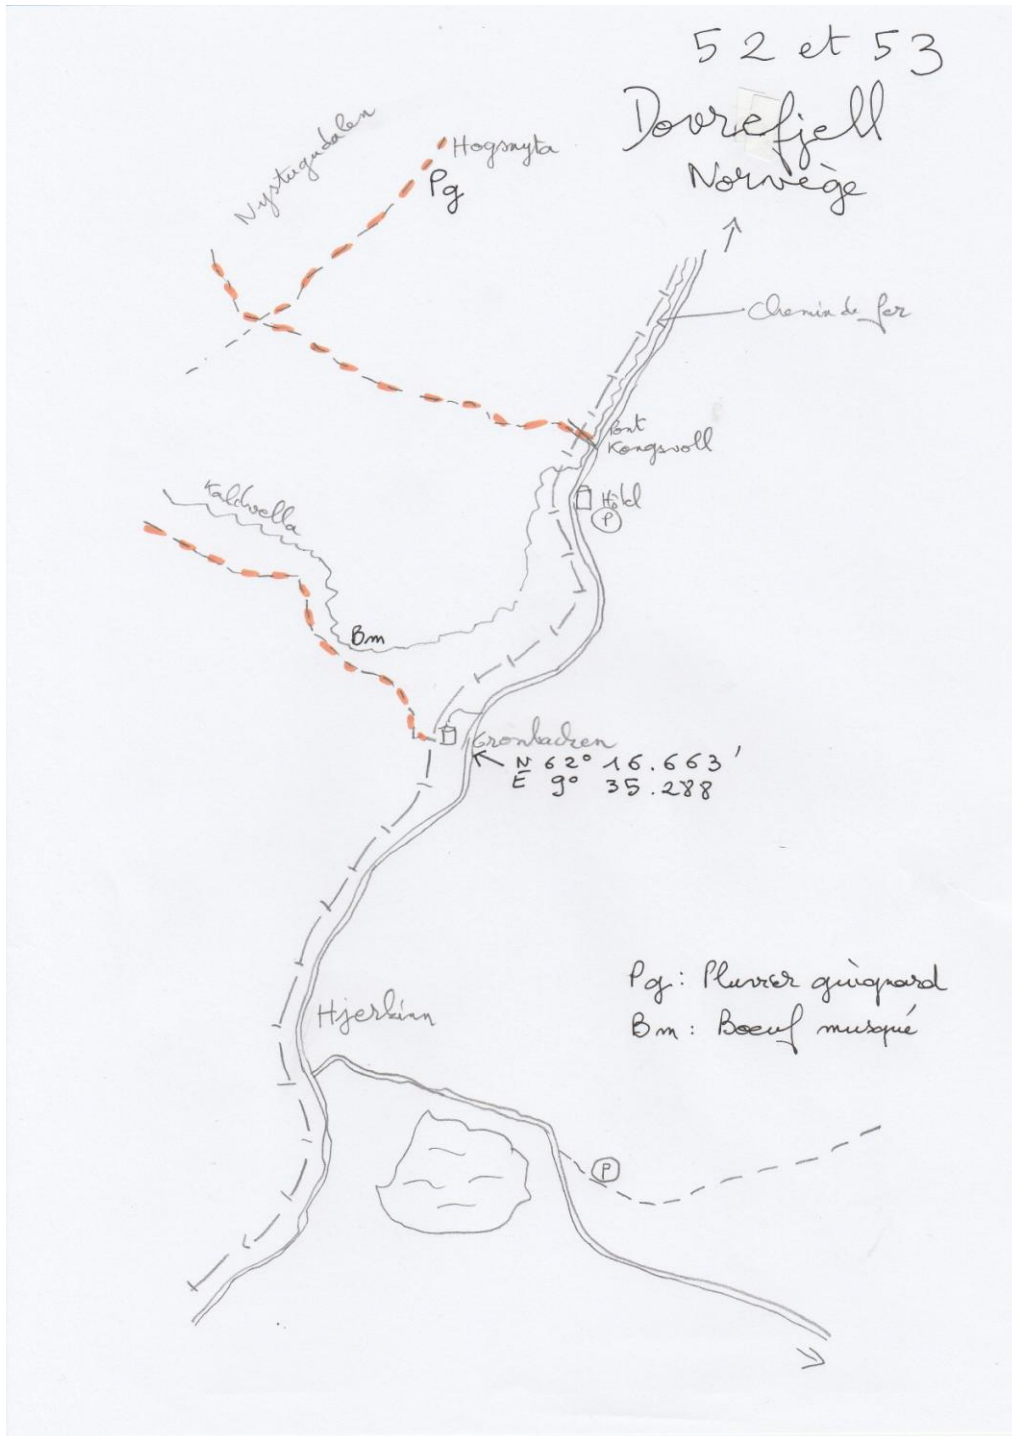 52 et 53
Dovrefjell
Norvège
Nystugudalen
Hogsnyta
Pg
Chemin de fer
Pont
Kongsvoll
Hôtel
P
Kaldvella
Bm
Gronbacken
N 62° 16.663'
E 9° 35.288
Pg : Pluvier guignard
Bm : Boeuf musqué
Hjerkinn
P